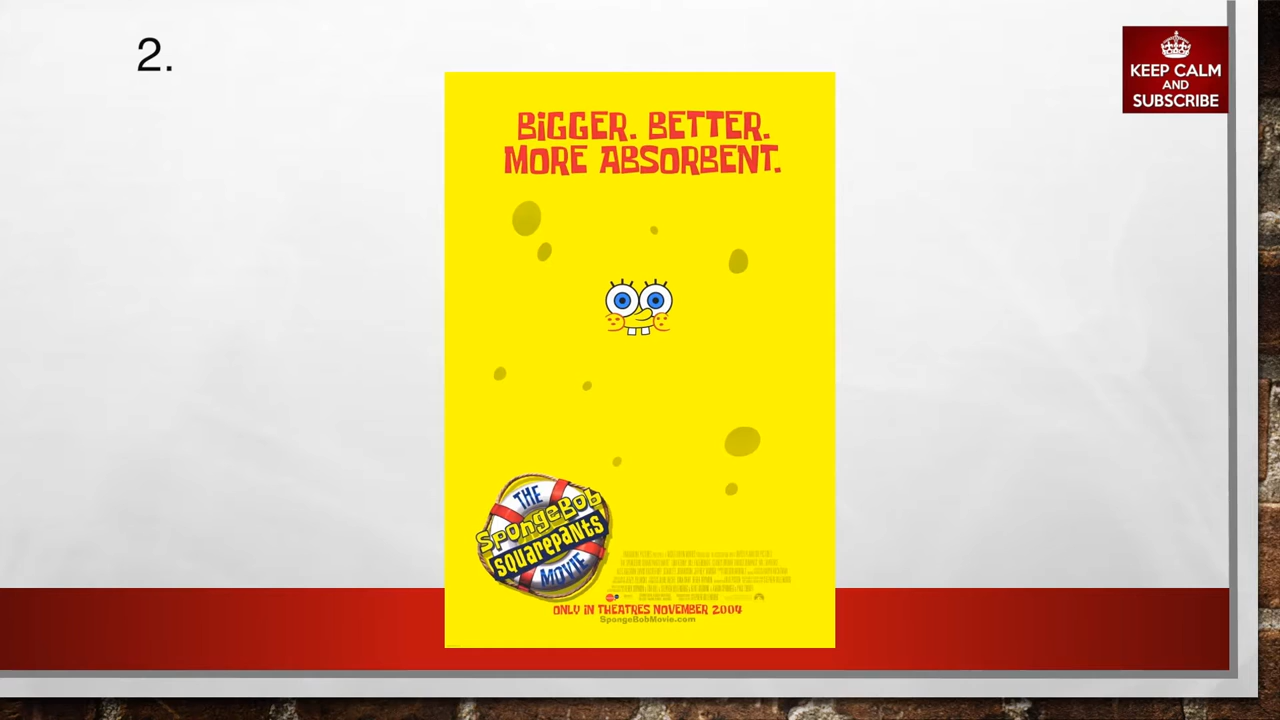 2.
KEEP CALM
AND
SUBSCRIBE
BIGGER. BETTER.
MORE ABSORBENT.
THE
SpongeBob
SQUAREPANTS
MOVIE
ONLY IN THEATRES NOVEMBER 2004
SpongeBobMovie.com